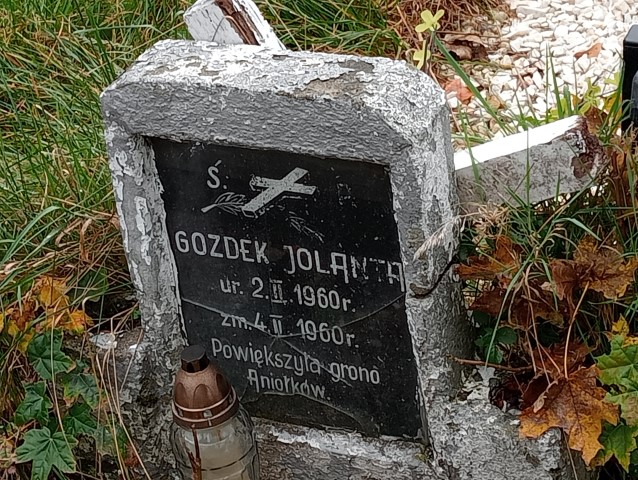 Ś. P
GOZDEK JOLANTA
ur. 2.II 1960r.
zm. 4.II 1960r.
Powiększyła grono
Aniołków.